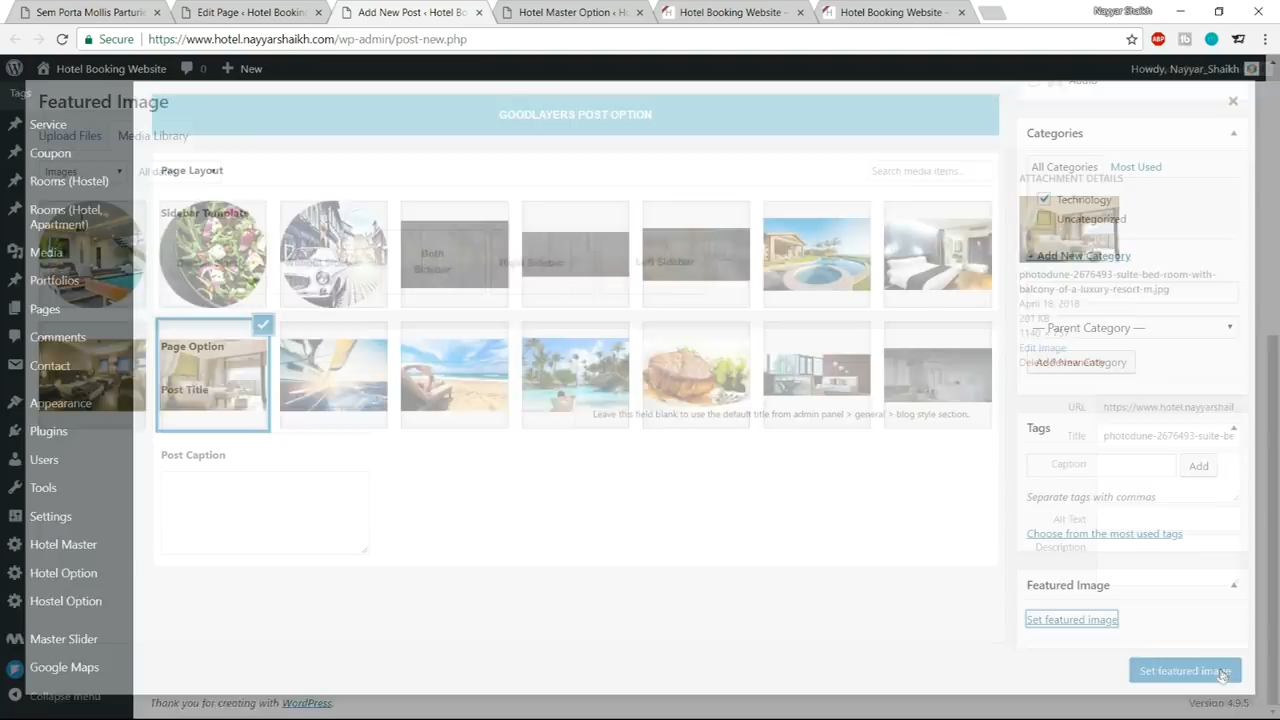 Sem Porta Mollis Parturie
Edit Page ‹ Hotel Bookin
Add New Post ‹ Hotel Bo
Hotel Master Option ‹ H
Hotel Booking Website –
Hotel Booking Website –
Nayyar Shaikh
Secure
https://www.hotel.nayyarshaikh.com/wp-admin/post-new.php
ABP
Hotel Booking Website
0
New
Howdy, Nayyar_Shaikh
Tags
Featured Image
Upload Files
Media Library
Images
All dates
Search media items...
Service
Coupon
Rooms (Hostel)
Rooms (Hotel,
Apartment)
Media
Portfolios
Pages
Comments
Contact
Appearance
Plugins
Users
Tools
Settings
Hotel Master
Hotel Option
Hostel Option
Master Slider
Google Maps
Collapse menu
GOODLAYERS POST OPTION
Page Layout
Sidebar Template
Both
Sidebar
Right Sidebar
Left Sidebar
Page Option
Post Title
Leave this field blank to use the default title from admin panel > general > blog style section.
Post Caption
Audio
Categories
All Categories
Most Used
ATTACHMENT DETAILS
Technology
Uncategorized
+ Add New Category
photodune-2676493-suite-bed-room-with-
balcony-of-a-luxury-resort-m.jpg
April 18, 2018
201 KB
— Parent Category —
Edit Image
Add New Category
URL
https://www.hotel.nayyarshail
Tags
Title
photodune-2676493-suite-be
Caption
Add
Separate tags with commas
Alt Text
Choose from the most used tags
Description
Featured Image
Set featured image
Set featured image
Thank you for creating with WordPress.
Version 4.9.5